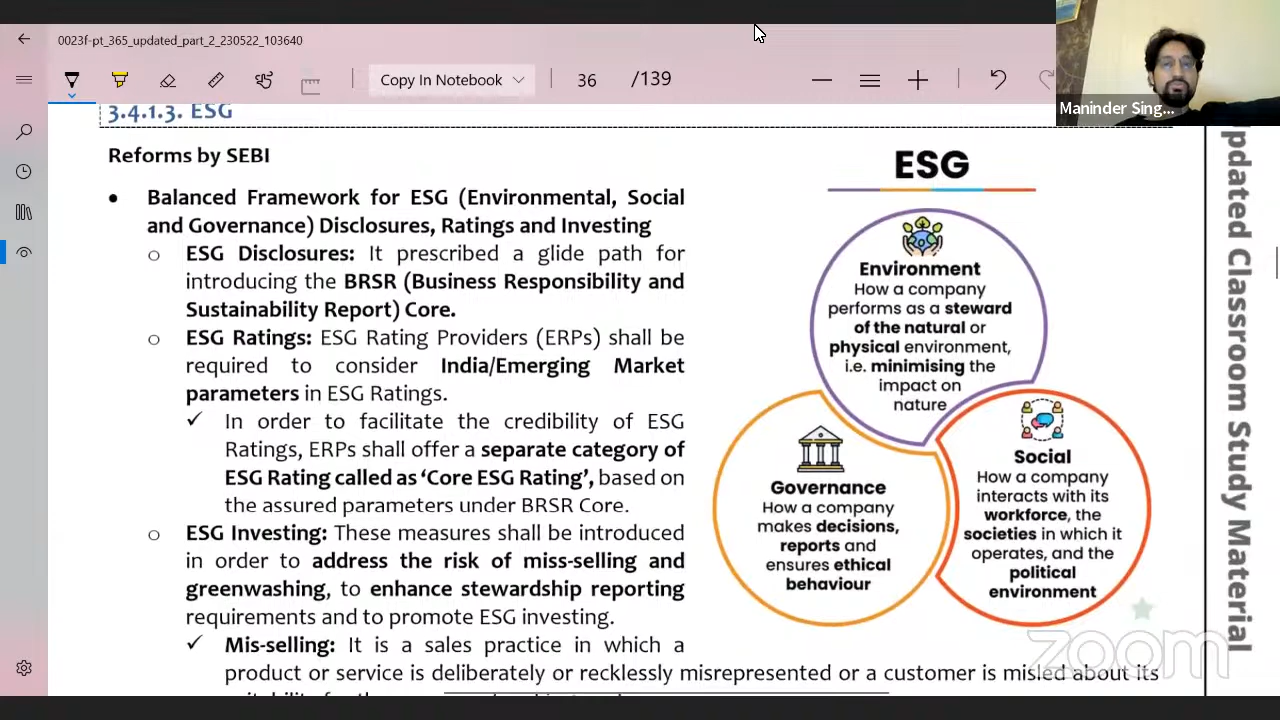 0023f-pt_365_updated_part_2_230522_103640
Copy In Notebook
36
/139
Maninder Sing...
3.4.1.3. ESG
Reforms by SEBI
• Balanced Framework for ESG (Environmental, Social
and Governance) Disclosures, Ratings and Investing
o ESG Disclosures: It prescribed a glide path for
introducing the BRSR (Business Responsibility and
Sustainability Report) Core.
o ESG Ratings: ESG Rating Providers (ERPs) shall be
required to consider India/Emerging Market
parameters in ESG Ratings.
✓ In order to facilitate the credibility of ESG
Ratings, ERPs shall offer a separate category of
ESG Rating called as ‘Core ESG Rating’, based on
the assured parameters under BRSR Core.
o ESG Investing: These measures shall be introduced
in order to address the risk of miss-selling and
greenwashing, to enhance stewardship reporting
requirements and to promote ESG investing.
✓ Mis-selling: It is a sales practice in which a
product or service is deliberately or recklessly misrepresented or a customer is misled about its
ESG
Environment
How a company
performs as a steward
of the natural or
physical environment,
i.e. minimising the
impact on
nature
Governance
How a company
makes decisions,
reports and
ensures ethical
behaviour
Social
How a company
interacts with its
workforce, the
societies in which it
operates, and the
political
environment
pdated Classroom Study Material
zoom